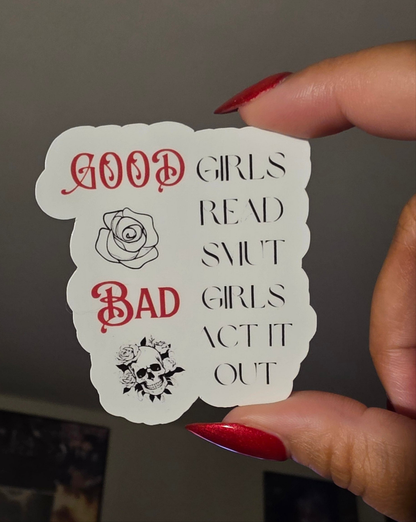 GOOD GIRLS
READ
SMUT
BAD GIRLS
ACT IT
OUT